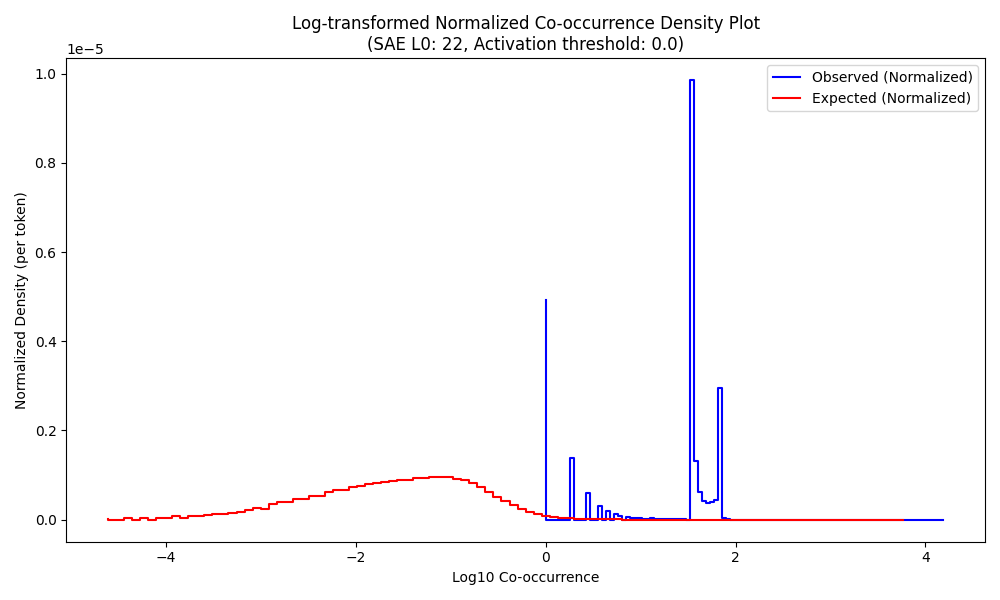 Log-transformed Normalized Co-occurrence Density Plot
(SAE L0: 22, Activation threshold: 0.0)
1e−5
Observed (Normalized)
Expected (Normalized)
1.0
0.8
0.6
0.4
0.2
0.0
Normalized Density (per token)
−4 −2 0 2 4
Log10 Co-occurrence